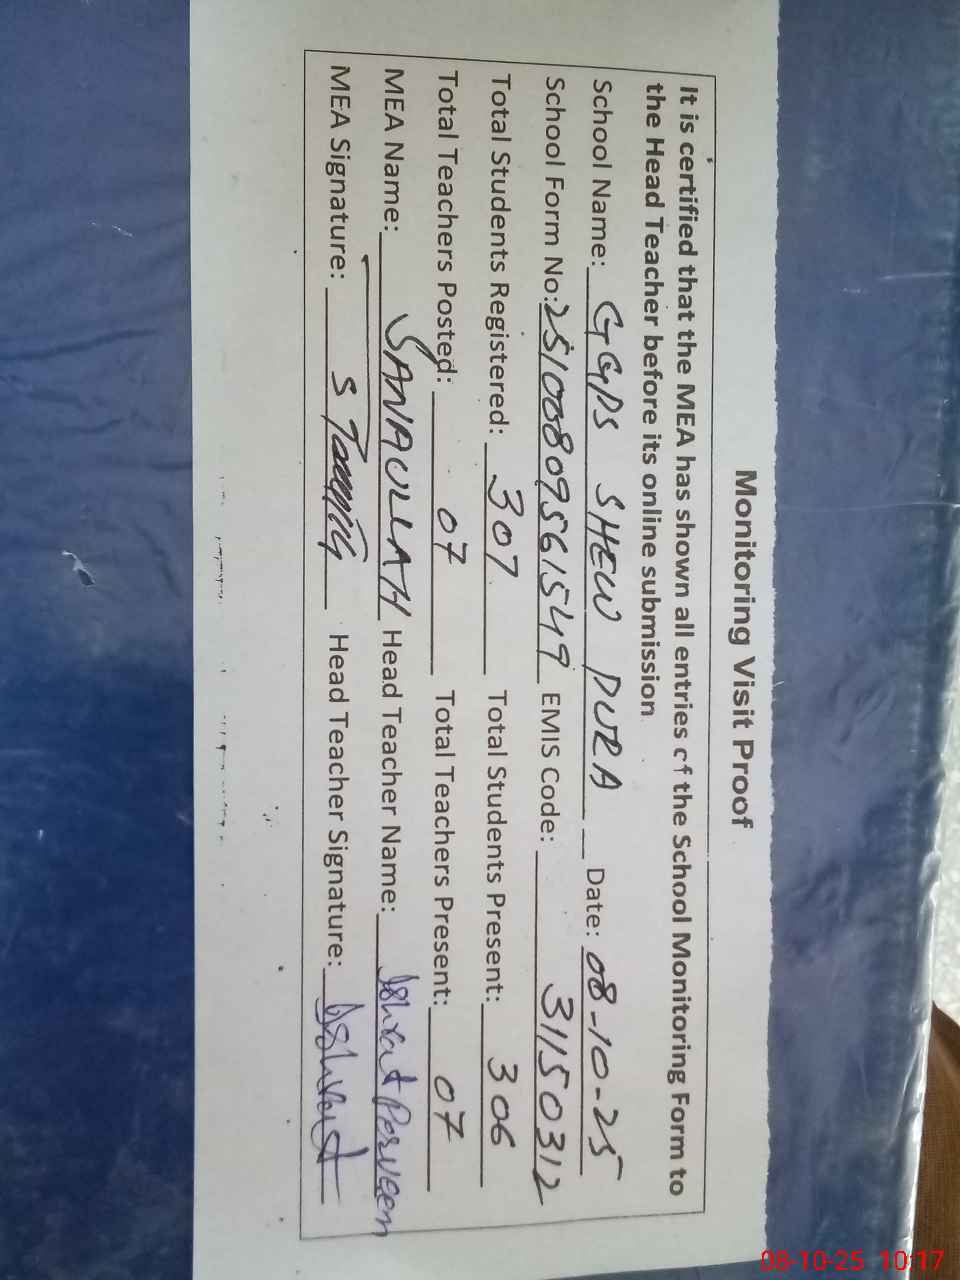 Monitoring Visit Proof
It is certified that the MEA has shown all entries of the School Monitoring Form to
the Head Teacher before its online submission
School Name: GGPS SHEW PURA Date: 08-10-25
School Form No: 251008095615549 EMIS Code: 31150312
Total Students Registered: 307 Total Students Present: 306
Total Teachers Posted: 07 Total Teachers Present: 07
MEA Name: SANAULLAH Head Teacher Name: Ishrat Perveen
MEA Signature: Head Teacher Signature: Ishrat
08-10-25 10:17